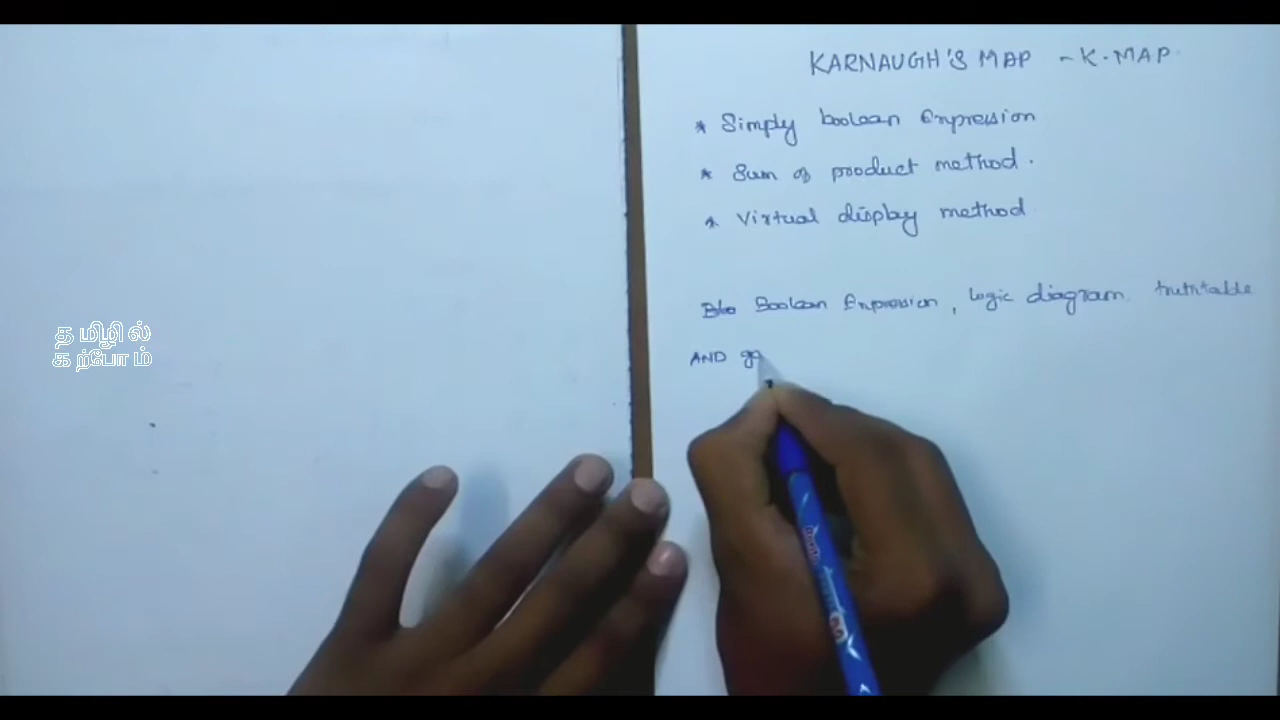 KARNAUGH'S MAP - K.MAP
* Simply boolean Expression
* Sum of product method.
* Virtual display method
Boolean Expression, logic diagram. truthtable
AND ga
தமிழில்
கற்போம்